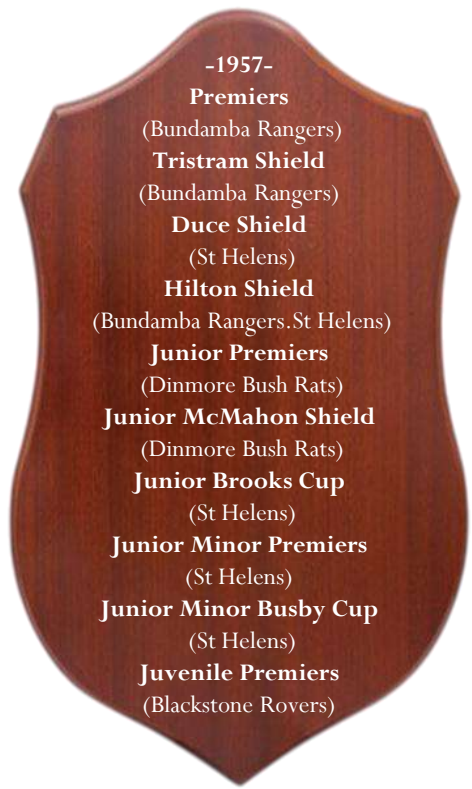 -1957-
Premiers
(Bundamba Rangers)
Tristram Shield
(Bundamba Rangers)
Duce Shield
(St Helens)
Hilton Shield
(Bundamba Rangers.St Helens)
Junior Premiers
(Dinmore Bush Rats)
Junior McMahon Shield
(Dinmore Bush Rats)
Junior Brooks Cup
(St Helens)
Junior Minor Premiers
(St Helens)
Junior Minor Busby Cup
(St Helens)
Juvenile Premiers
(Blackstone Rovers)